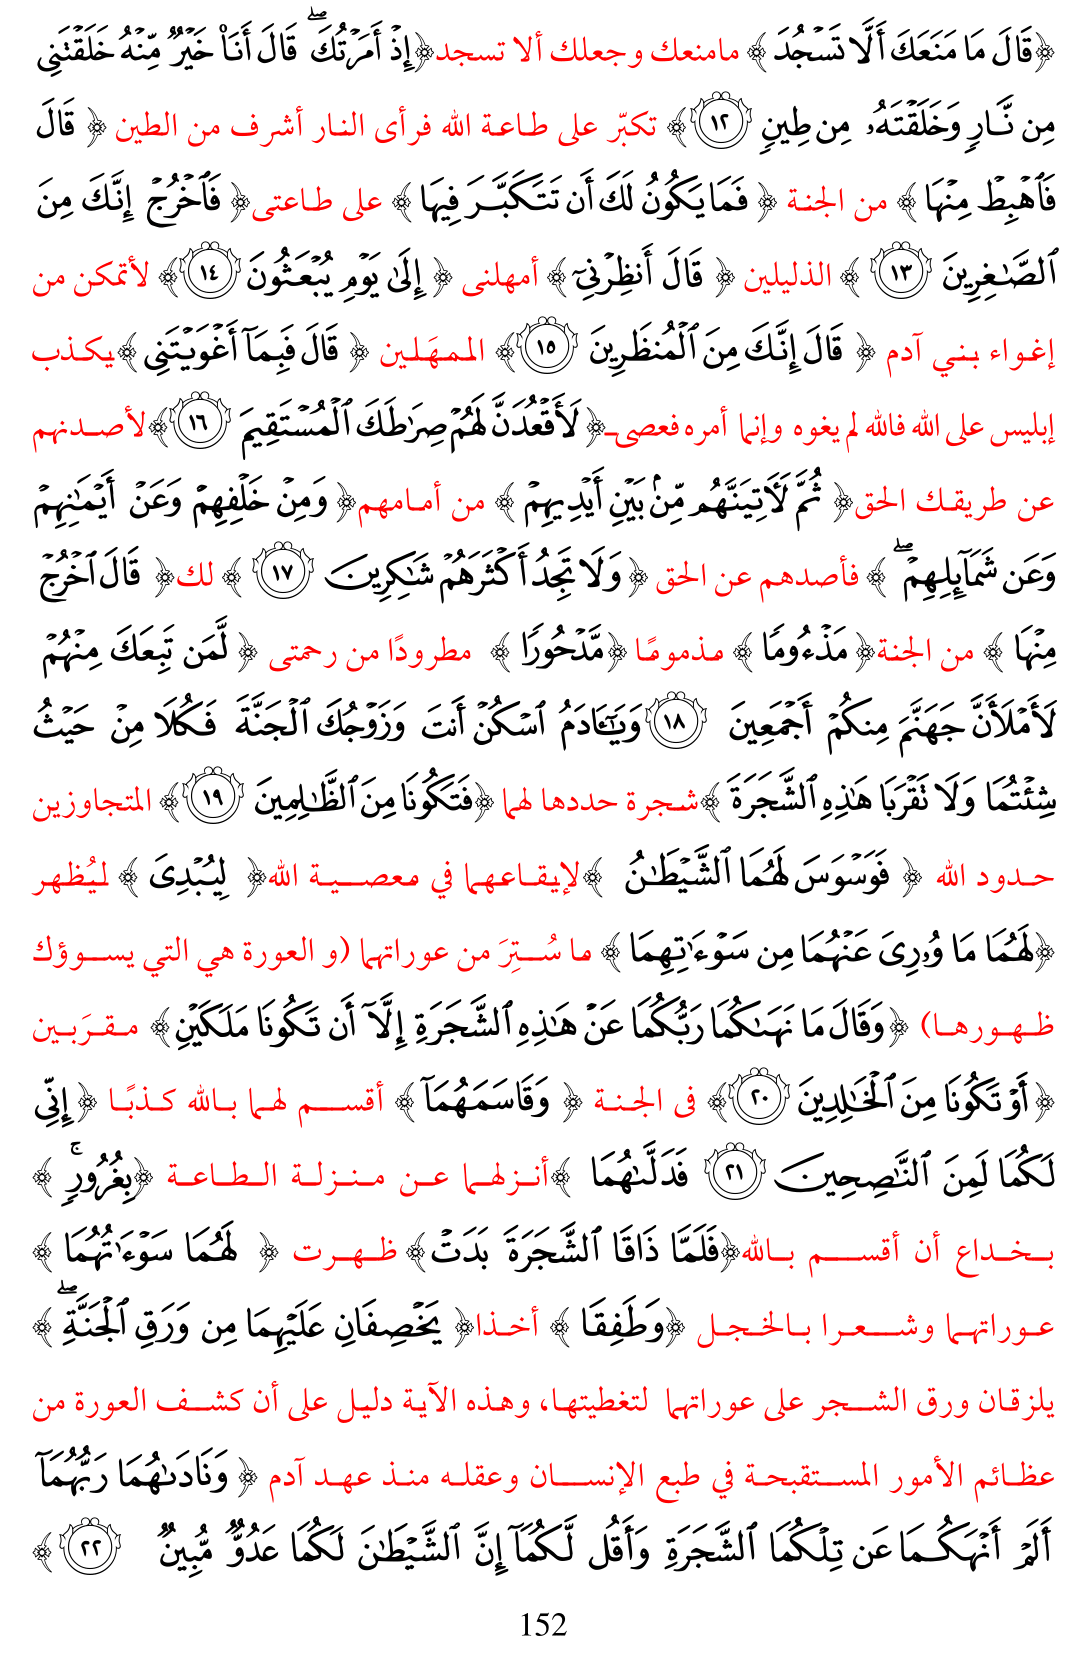 ﴿قَالَ مَا مَنَعَكَ أَلَّا تَسْجُدَ ﴾ مامنعك وجعلك ألا تسجد﴿إِذْ أَمَرْتُكَ ۖ قَالَ أَنَا۠ خَيْرٌ مِّنْهُ خَلَقْتَنِى
مِن نَّارٍ وَخَلَقْتَهُۥ مِن طِينٍ ١٢﴾ تكبّر على طاعة الله فرأى النار أشرف من الطين ﴿ قَالَ
فَٱهْبِطْ مِنْهَا ﴾ من الجنة ﴿ فَمَا يَكُونُ لَكَ أَن تَتَكَبَّرَ فِيهَا ﴾ على طاعتى﴿ فَٱخْرُجْ إِنَّكَ مِنَ
ٱلصَّٰغِرِينَ ١٣ ﴾ الذليلين ﴿ قَالَ أَنظِرْنِىٓ﴾ أمهلنى ﴿ إِلَىٰ يَوْمِ يُبْعَثُونَ ١٤﴾ لأتمكن من
إغواء بني آدم ﴿ قَالَ إِنَّكَ مِنَ ٱلْمُنظَرِينَ ١٥﴾ الممهَلين ﴿ قَالَ فَبِمَآ أَغْوَيْتَنِى ﴾يكذب
إبليس على الله فالله لم يغوه وإنما أمره فعصى﴿ لَأَقْعُدَنَّ لَهُمْ صِرَٰطَكَ ٱلْمُسْتَقِيمَ ١٦﴾لأصدنهم
عن طريقك الحق﴿ ثُمَّ لَءَاتِيَنَّهُم مِّنۢ بَيْنِ أَيْدِيهِمْ ﴾ من أمامهم﴿ وَمِنْ خَلْفِهِمْ وَعَنْ أَيْمَٰنِهِمْ
وَعَن شَمَآئِلِهِمْ ۖ ﴾ فأصدهم عن الحق ﴿ وَلَا تَجِدُ أَكْثَرَهُمْ شَٰكِرِينَ ١٧ ﴾ لك﴿ قَالَ ٱخْرُجْ
مِنْهَا ﴾ من الجنة﴿ مَذْءُومًا ﴾ مذمومًا ﴿مَّدْحُورًا ﴾ مطرودًا من رحمتى ﴿ لَّمَن تَبِعَكَ مِنْهُمْ
لَأَمْلَأَنَّ جَهَنَّمَ مِنكُمْ أَجْمَعِينَ ١٨ وَيَٰٓـَٔادَمُ ٱسْكُنْ أَنتَ وَزَوْجُكَ ٱلْجَنَّةَ فَكُلَا مِنْ حَيْثُ
شِئْتُمَا وَلَا تَقْرَبَا هَٰذِهِ ٱلشَّجَرَةَ ﴾شجرة حددها لهما ﴿فَتَكُونَا مِنَ ٱلظَّٰلِمِينَ ١٩ ﴾ المتجاوزين
حدود الله ﴿ فَوَسْوَسَ لَهُمَا ٱلشَّيْطَٰنُ ﴾لإيقاعهما في معصية الله﴿ لِيُبْدِىَ ﴾ ليُظهر
﴿لَهُمَا مَا وُۥرِىَ عَنْهُمَا مِن سَوْءَٰتِهِمَا ﴾ ما سُتِرَ من عوراتهما (و العورة هي التي يسوؤك
ظهورها) ﴿وَقَالَ مَا نَهَىٰكُمَا رَبُّكُمَا عَنْ هَٰذِهِ ٱلشَّجَرَةِ إِلَّآ أَن تَكُونَا مَلَكَيْنِ﴾ مقرَبين
﴿أَوْ تَكُونَا مِنَ ٱلْخَٰلِدِينَ ٢٠﴾ فى الجنة ﴿ وَقَاسَمَهُمَآ ﴾ أقسم لهما بالله كذبًا ﴿ إِنِّى
لَكُمَا لَمِنَ ٱلنَّٰصِحِينَ ٢١ فَدَلَّىٰهُمَا ﴾أنزلهما عن منزلة الطاعة ﴿بِغُرُورٍ ۚ ﴾
بخداع أن أقسم بالله﴿فَلَمَّا ذَاقَا ٱلشَّجَرَةَ بَدَتْ﴾ ظهرت ﴿ لَهُمَا سَوْءَٰتُهُمَا ﴾
عوراتهما وشعرا بالخجل ﴿وَطَفِقَا ﴾ أخذا﴿ يَخْصِفَانِ عَلَيْهِمَا مِن وَرَقِ ٱلْجَنَّةِ ۖ ﴾
يلزقان ورق الشجر على عوراتهما لتغطيتها، وهذه الآية دليل على أن كشف العورة من
عظائم الأمور المستقبحة في طبع الإنسان وعقله منذ عهد آدم ﴿ وَنَادَىٰهُمَا رَبُّهُمَآ
أَلَمْ أَنْهَكُمَا عَن تِلْكُمَا ٱلشَّجَرَةِ وَأَقُل لَّكُمَآ إِنَّ ٱلشَّيْطَٰنَ لَكُمَا عَدُوٌّ مُّبِينٌ ٢٢ ﴾
152